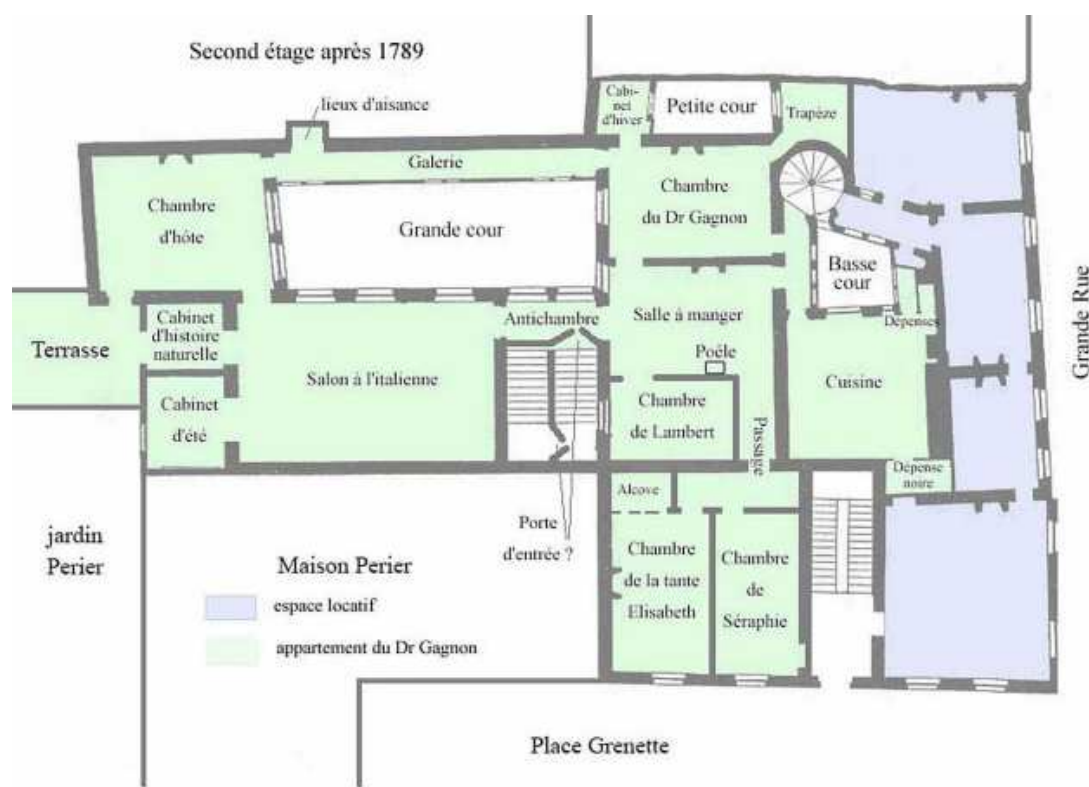 Second étage après 1789
lieux d'aisance
Cabi-
net
d'hiver
Petite cour
Trapèze
Galerie
Chambre
d'hôte
Grande cour
Chambre
du Dr Gagnon
Basse
cour
Grande Rue
Terrasse
Cabinet
d'histoire
naturelle
Antichambre
Salle à manger
Dépenses
Poêle
Salon à l'italienne
Cuisine
Cabinet
d'été
Chambre
de Lambert
Passage
Dépense
noire
Alcove
jardin
Perier
Porte
d'entrée ?
Maison Perier
Chambre
de la tante
Elisabeth
Chambre
de
Séraphie
espace locatif
appartement du Dr Gagnon
Place Grenette